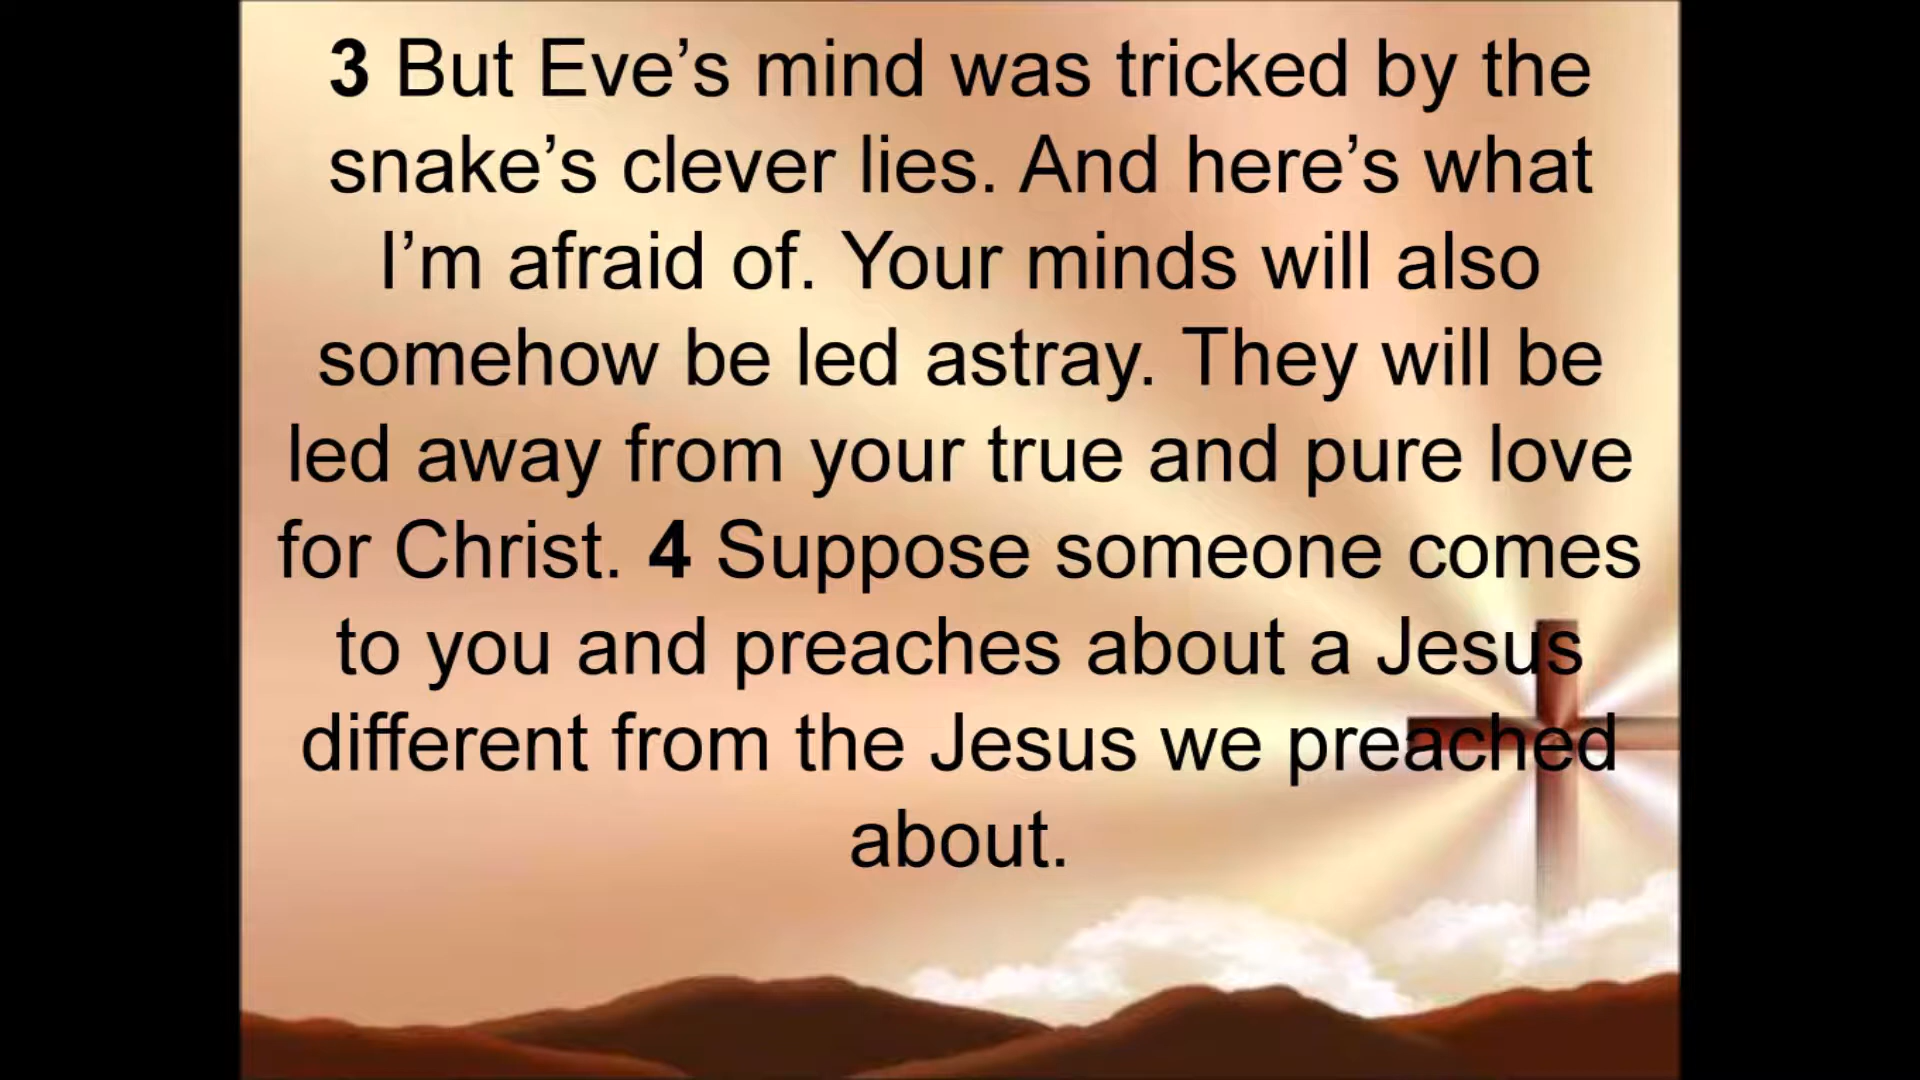 3 But Eve’s mind was tricked by the
snake’s clever lies. And here’s what
I’m afraid of. Your minds will also
somehow be led astray. They will be
led away from your true and pure love
for Christ. 4 Suppose someone comes
to you and preaches about a Jesus
different from the Jesus we preached
about.